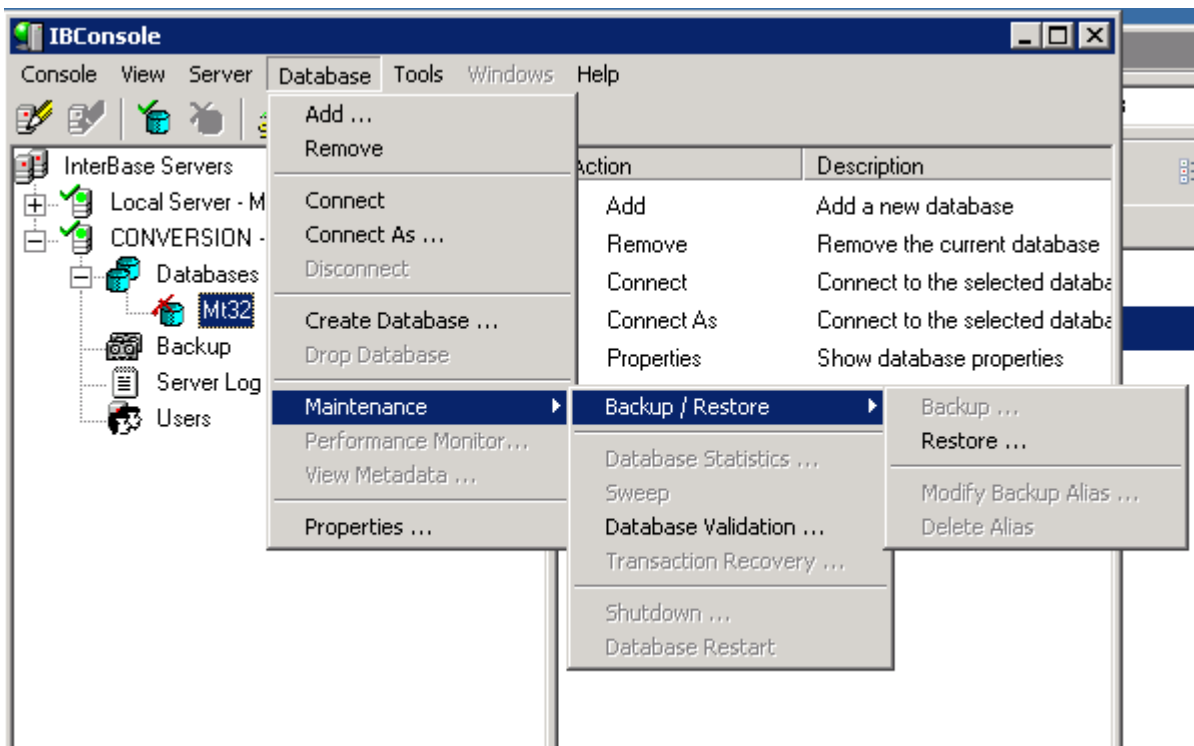 IBConsole
Console View Server Database Tools Windows Help
Add ...
Remove
Connect
Connect As ...
Disconnect
Create Database ...
Drop Database
Maintenance
Performance Monitor...
View Metadata ...
Properties ...
InterBase Servers
Local Server - M
CONVERSION -
Databases
Mt32
Backup
Server Log
Users
Action Description
Add Add a new database
Remove Remove the current database
Connect Connect to the selected databa
Connect As Connect to the selected databa
Properties Show database properties
Backup / Restore
Database Statistics ...
Sweep
Database Validation ...
Transaction Recovery ...
Shutdown ...
Database Restart
Backup ...
Restore ...
Modify Backup Alias ...
Delete Alias